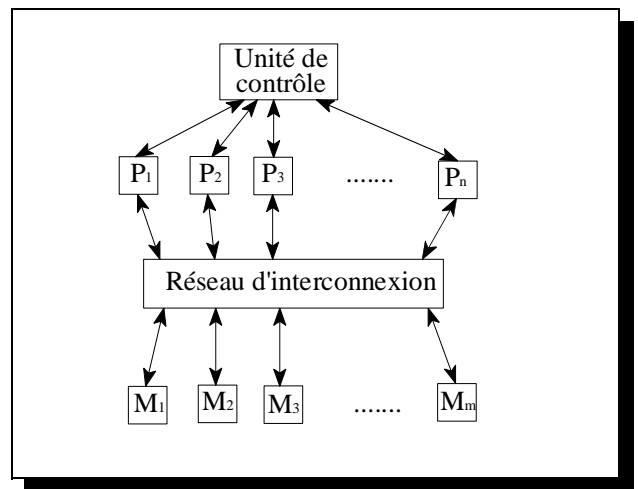 Unité de
contrôle
P1 P2 P3 ....... Pn
Réseau d'interconnexion
M1 M2 M3 ....... Mm